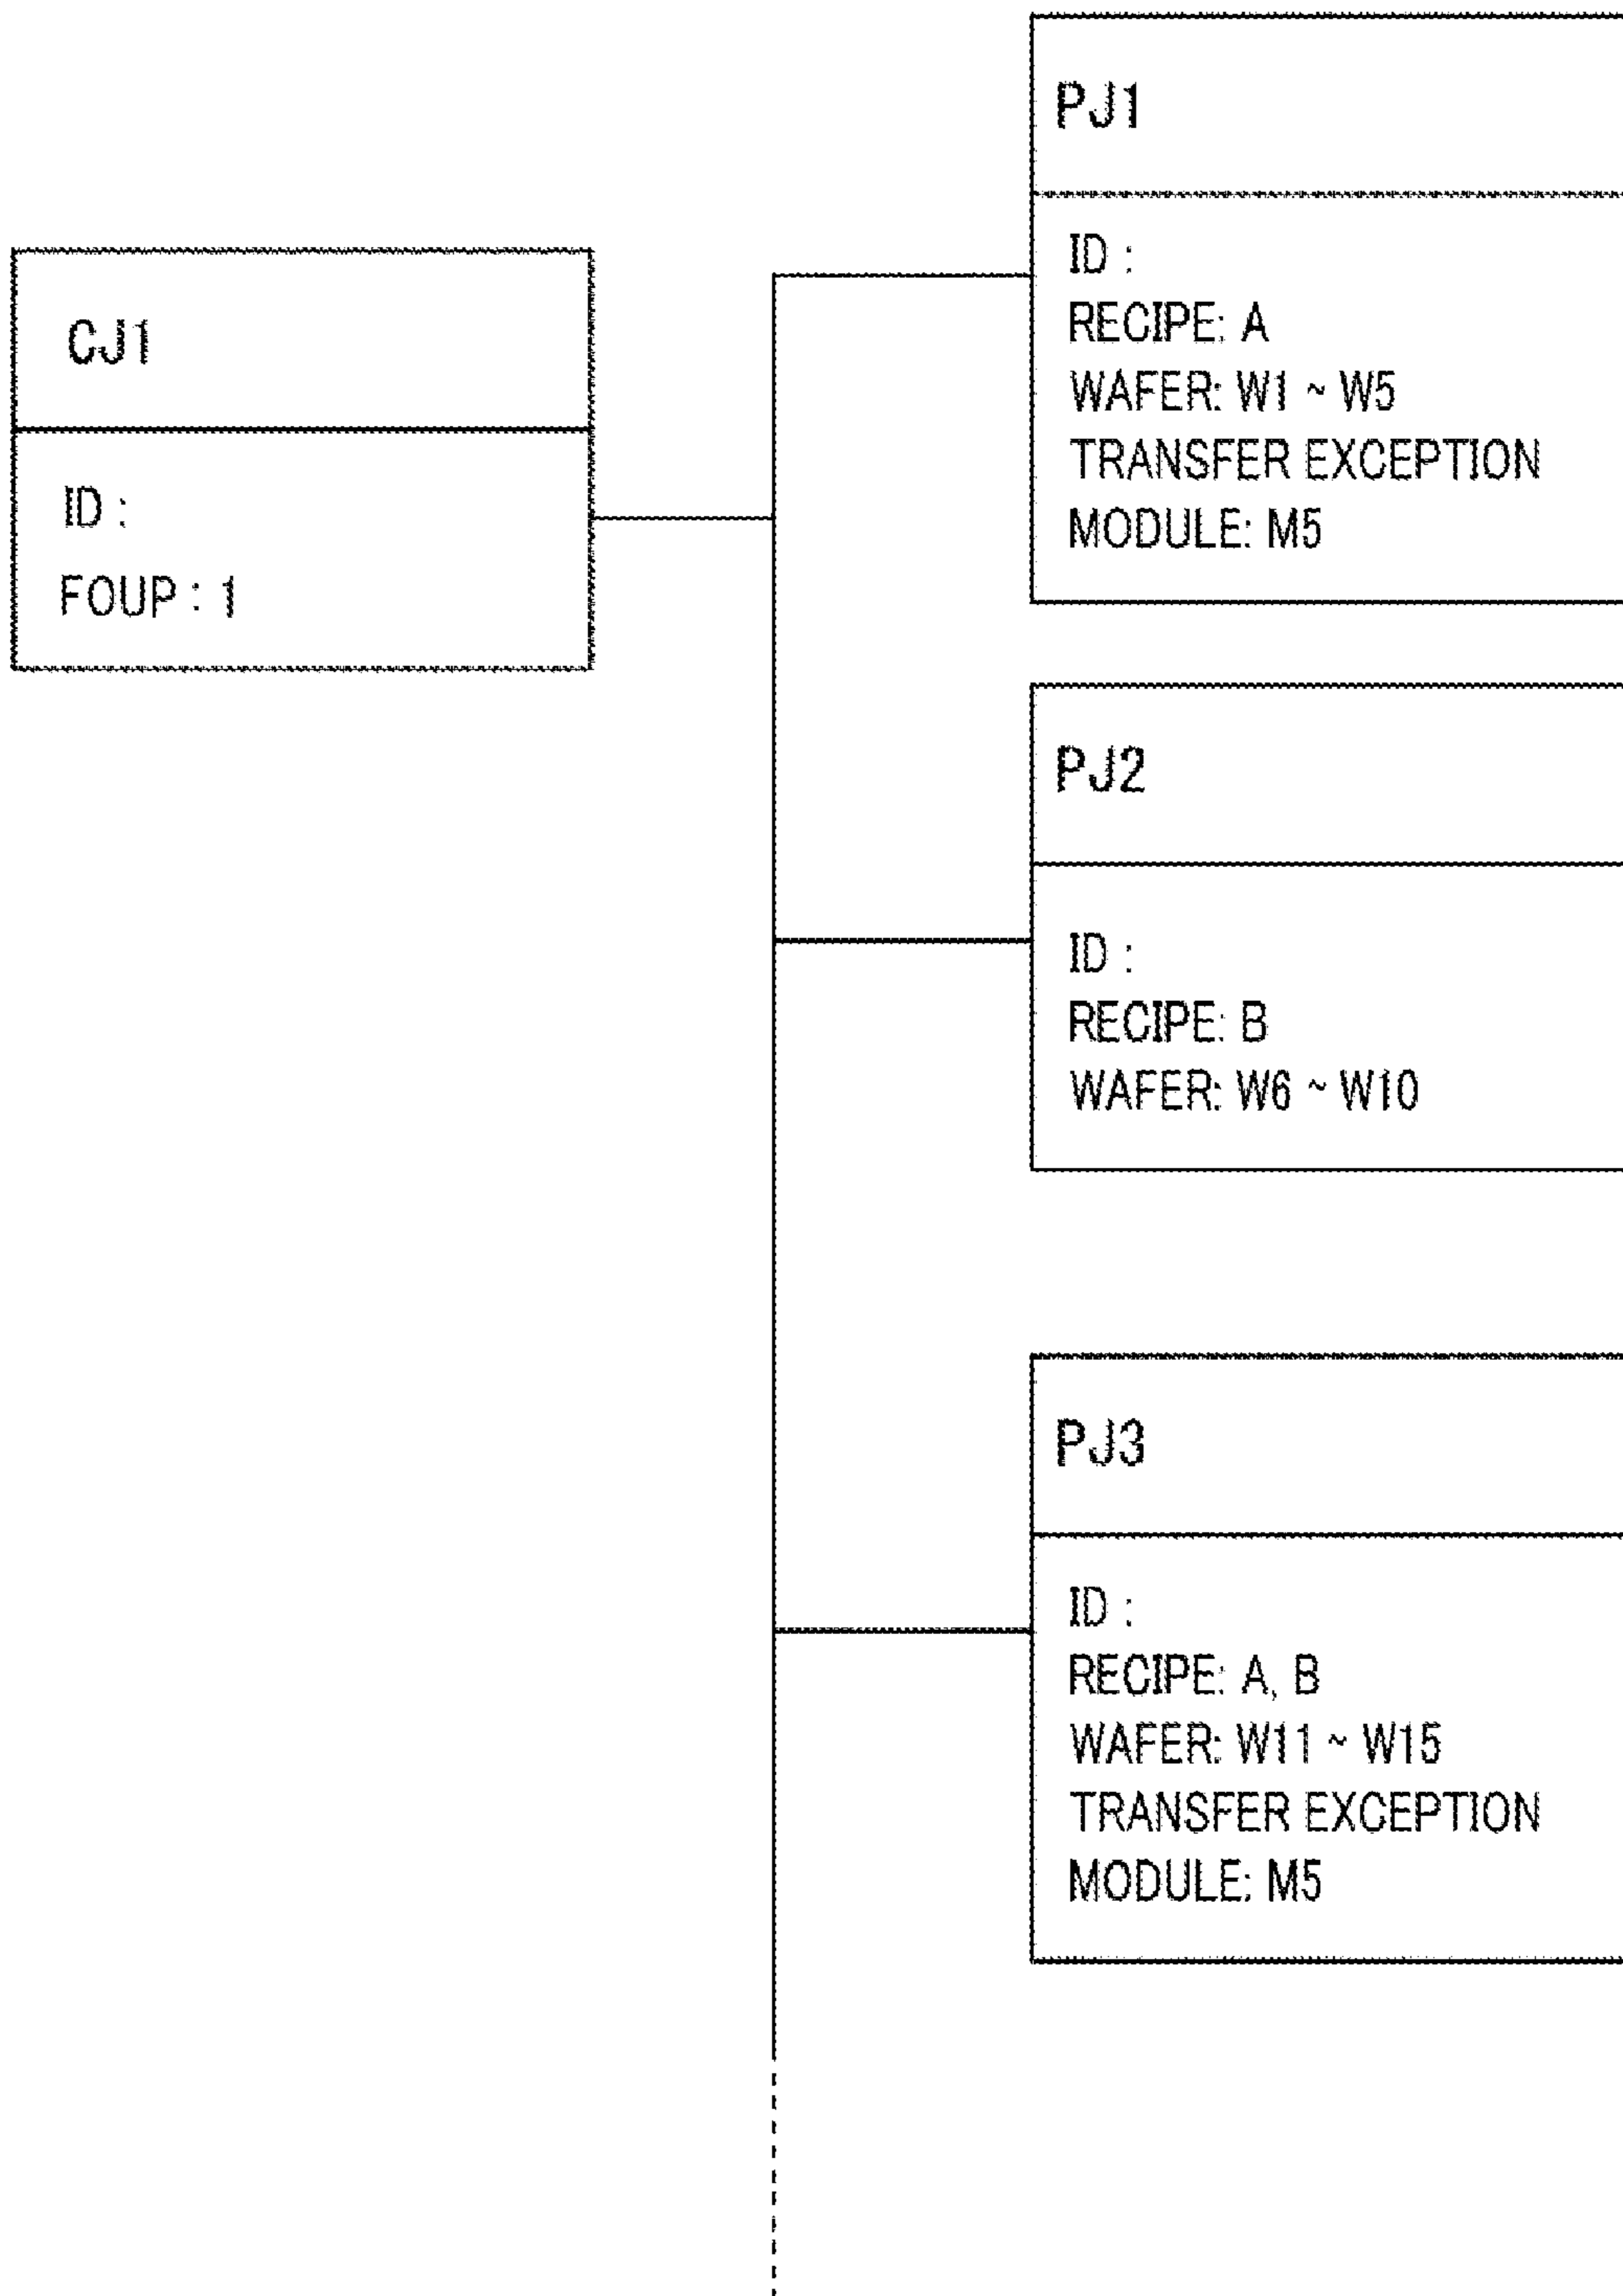 CJ1
ID :
FOUP : 1
PJ1
ID :
RECIPE: A
WAFER: W1 ~ W5
TRANSFER EXCEPTION
MODULE: M5
PJ2
ID :
RECIPE: B
WAFER: W6 ~ W10
PJ3
ID :
RECIPE: A, B
WAFER: W11 ~ W15
TRANSFER EXCEPTION
MODULE: M5